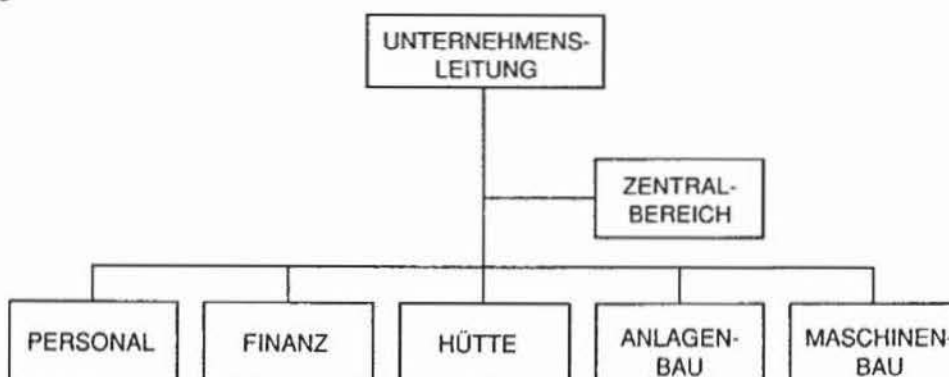 UNTERNEHMENS-
LEITUNG
ZENTRAL-
BEREICH
PERSONAL
FINANZ
HÜTTE
ANLAGEN-
BAU
MASCHINEN-
BAU